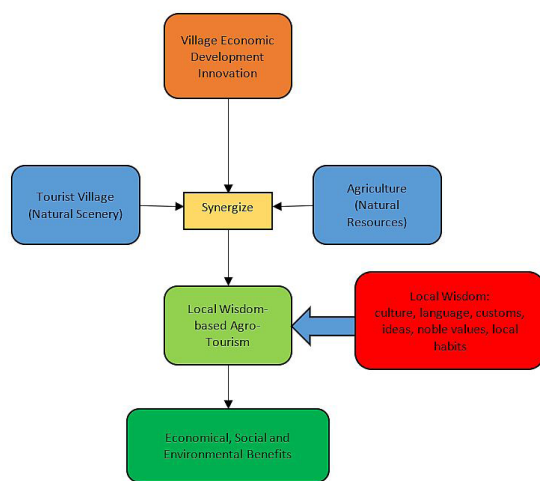 Village Economic
Development
Innovation
Tourist Village
(Natural Scenery)
Synergize
Agriculture
(Natural
Resources)
Local Wisdom-
based Agro-
Tourism
Local Wisdom:
culture, language, customs,
ideas, noble values, local
habits
Economical, Social and
Environmental Benefits